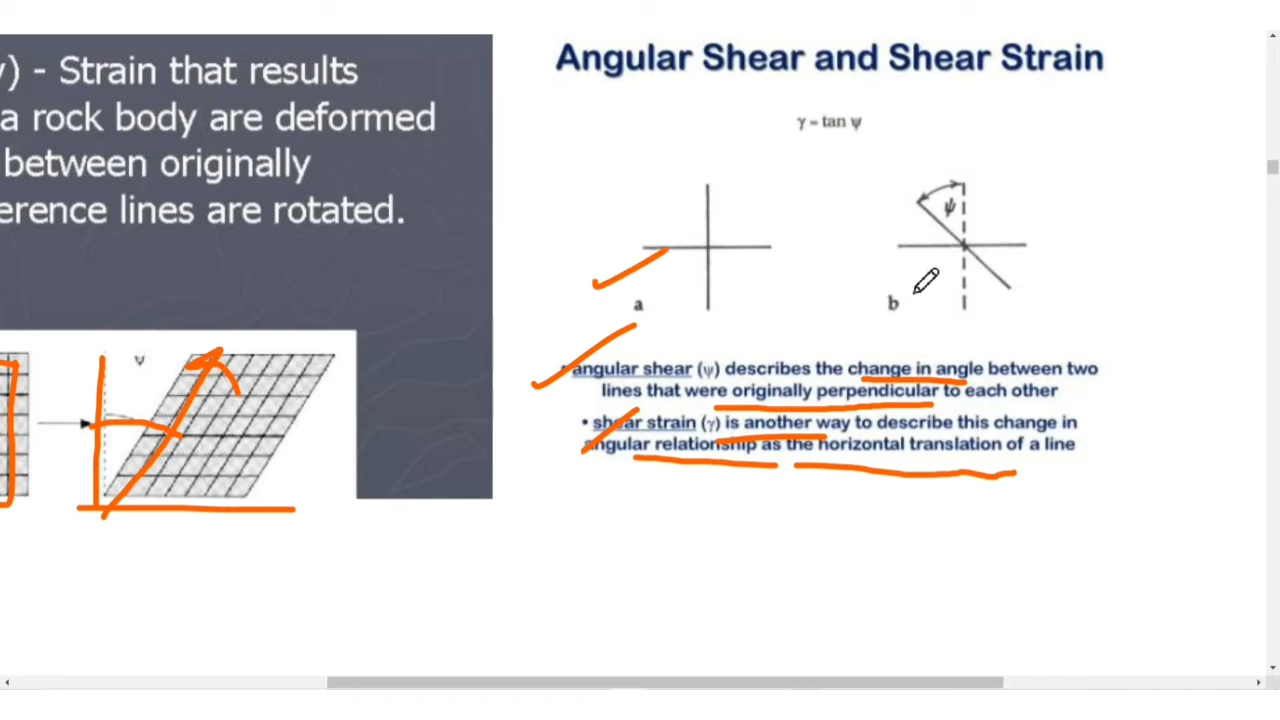 ) - Strain that results
a rock body are deformed
between originally
erence lines are rotated.
ψ
Angular Shear and Shear Strain
γ = tan ψ
ψ
a
b
• angular shear (ψ) describes the change in angle between two
lines that were originally perpendicular to each other
• shear strain (γ) is another way to describe this change in
angular relationship as the horizontal translation of a line